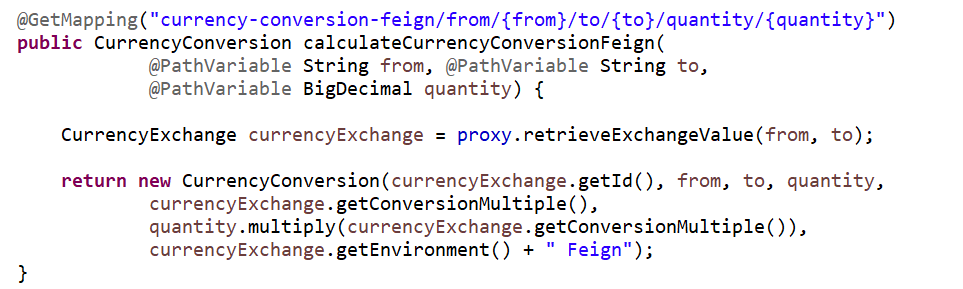 @GetMapping("currency-conversion-feign/from/{from}/to/{to}/quantity/{quantity}")
public CurrencyConversion calculateCurrencyConversionFeign(
            @PathVariable String from, @PathVariable String to,
            @PathVariable BigDecimal quantity) {
    CurrencyExchange currencyExchange = proxy.retrieveExchangeValue(from, to);
    return new CurrencyConversion(currencyExchange.getId(), from, to, quantity,
            currencyExchange.getConversionMultiple(),
            quantity.multiply(currencyExchange.getConversionMultiple()),
            currencyExchange.getEnvironment() + " Feign");
}